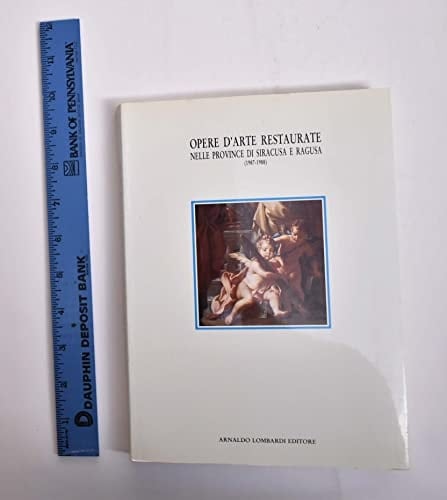 OPERE D'ARTE RESTAURATE
NELLE PROVINCE DI SIRACUSA E RAGUSA
(1987-1988)
ARNALDO LOMBARDI EDITORE
BANK OF PENNSYLVANIA
DAUPHIN DEPOSIT BANK